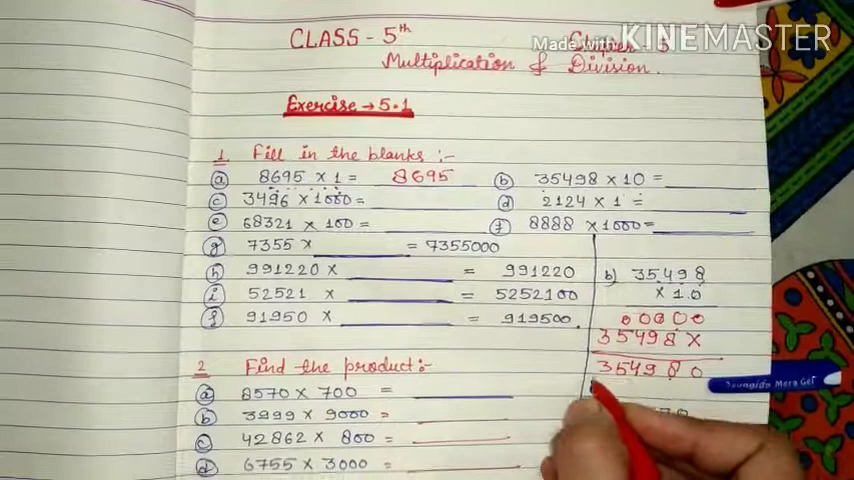 Made with KINEMASTER
CLASS - 5th
Multiplication & Division.
Exercise → 5.1
1. Fill in the blanks :-
a 8695 × 1 = 8695 b 35498 × 10 =
c 3496 × 1000 = d 2124 × 1 =
e 68321 × 100 = f 8888 × 1000 =
g 7355 × = 7355000
h 991220 × = 991220
i 52521 × = 5252100
j 91950 × = 919500.
b) 35498
× 10
00000
35498×
354980
2 Find the product:-
a 8570 × 700 =
b 3999 × 9000 =
c 42862 × 800 =
d 6755 × 3000 =